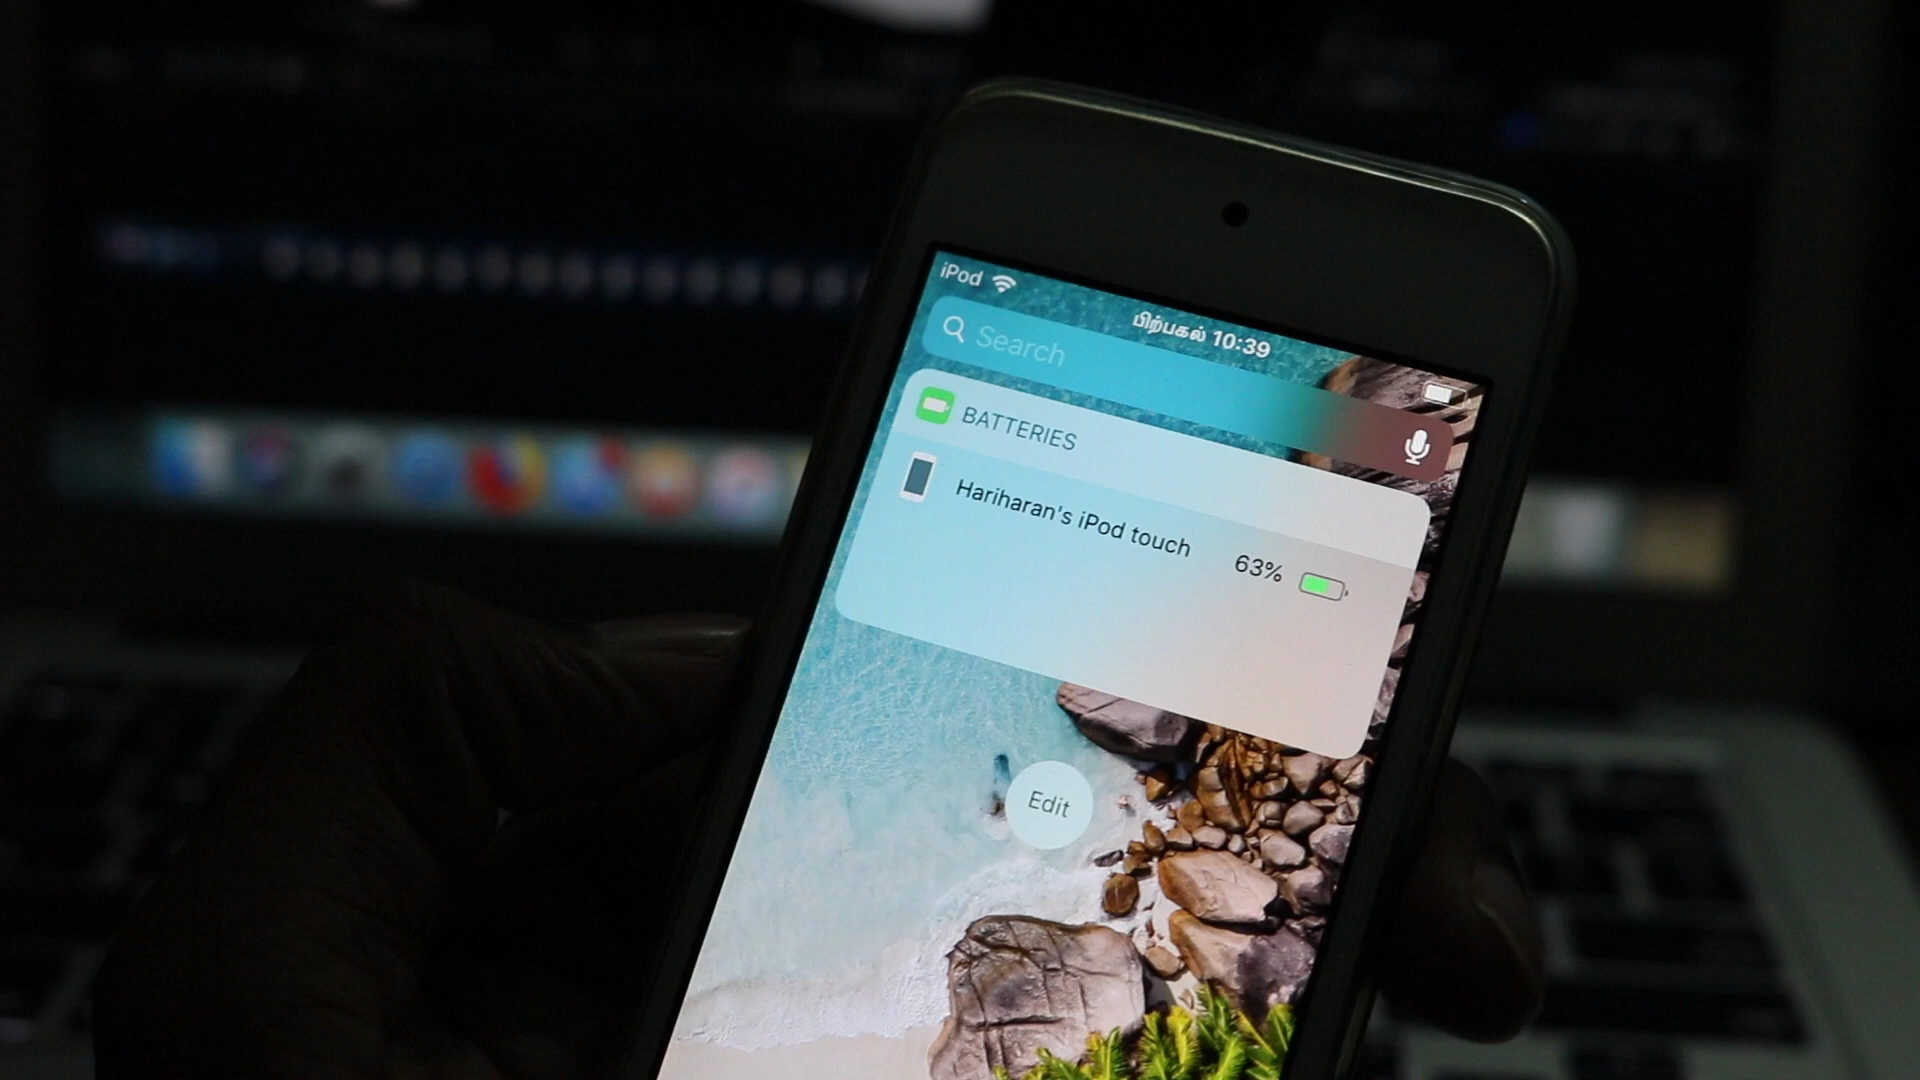 iPod
பிற்பகல் 10:39
Search
BATTERIES
Hariharan's iPod touch 63%
Edit